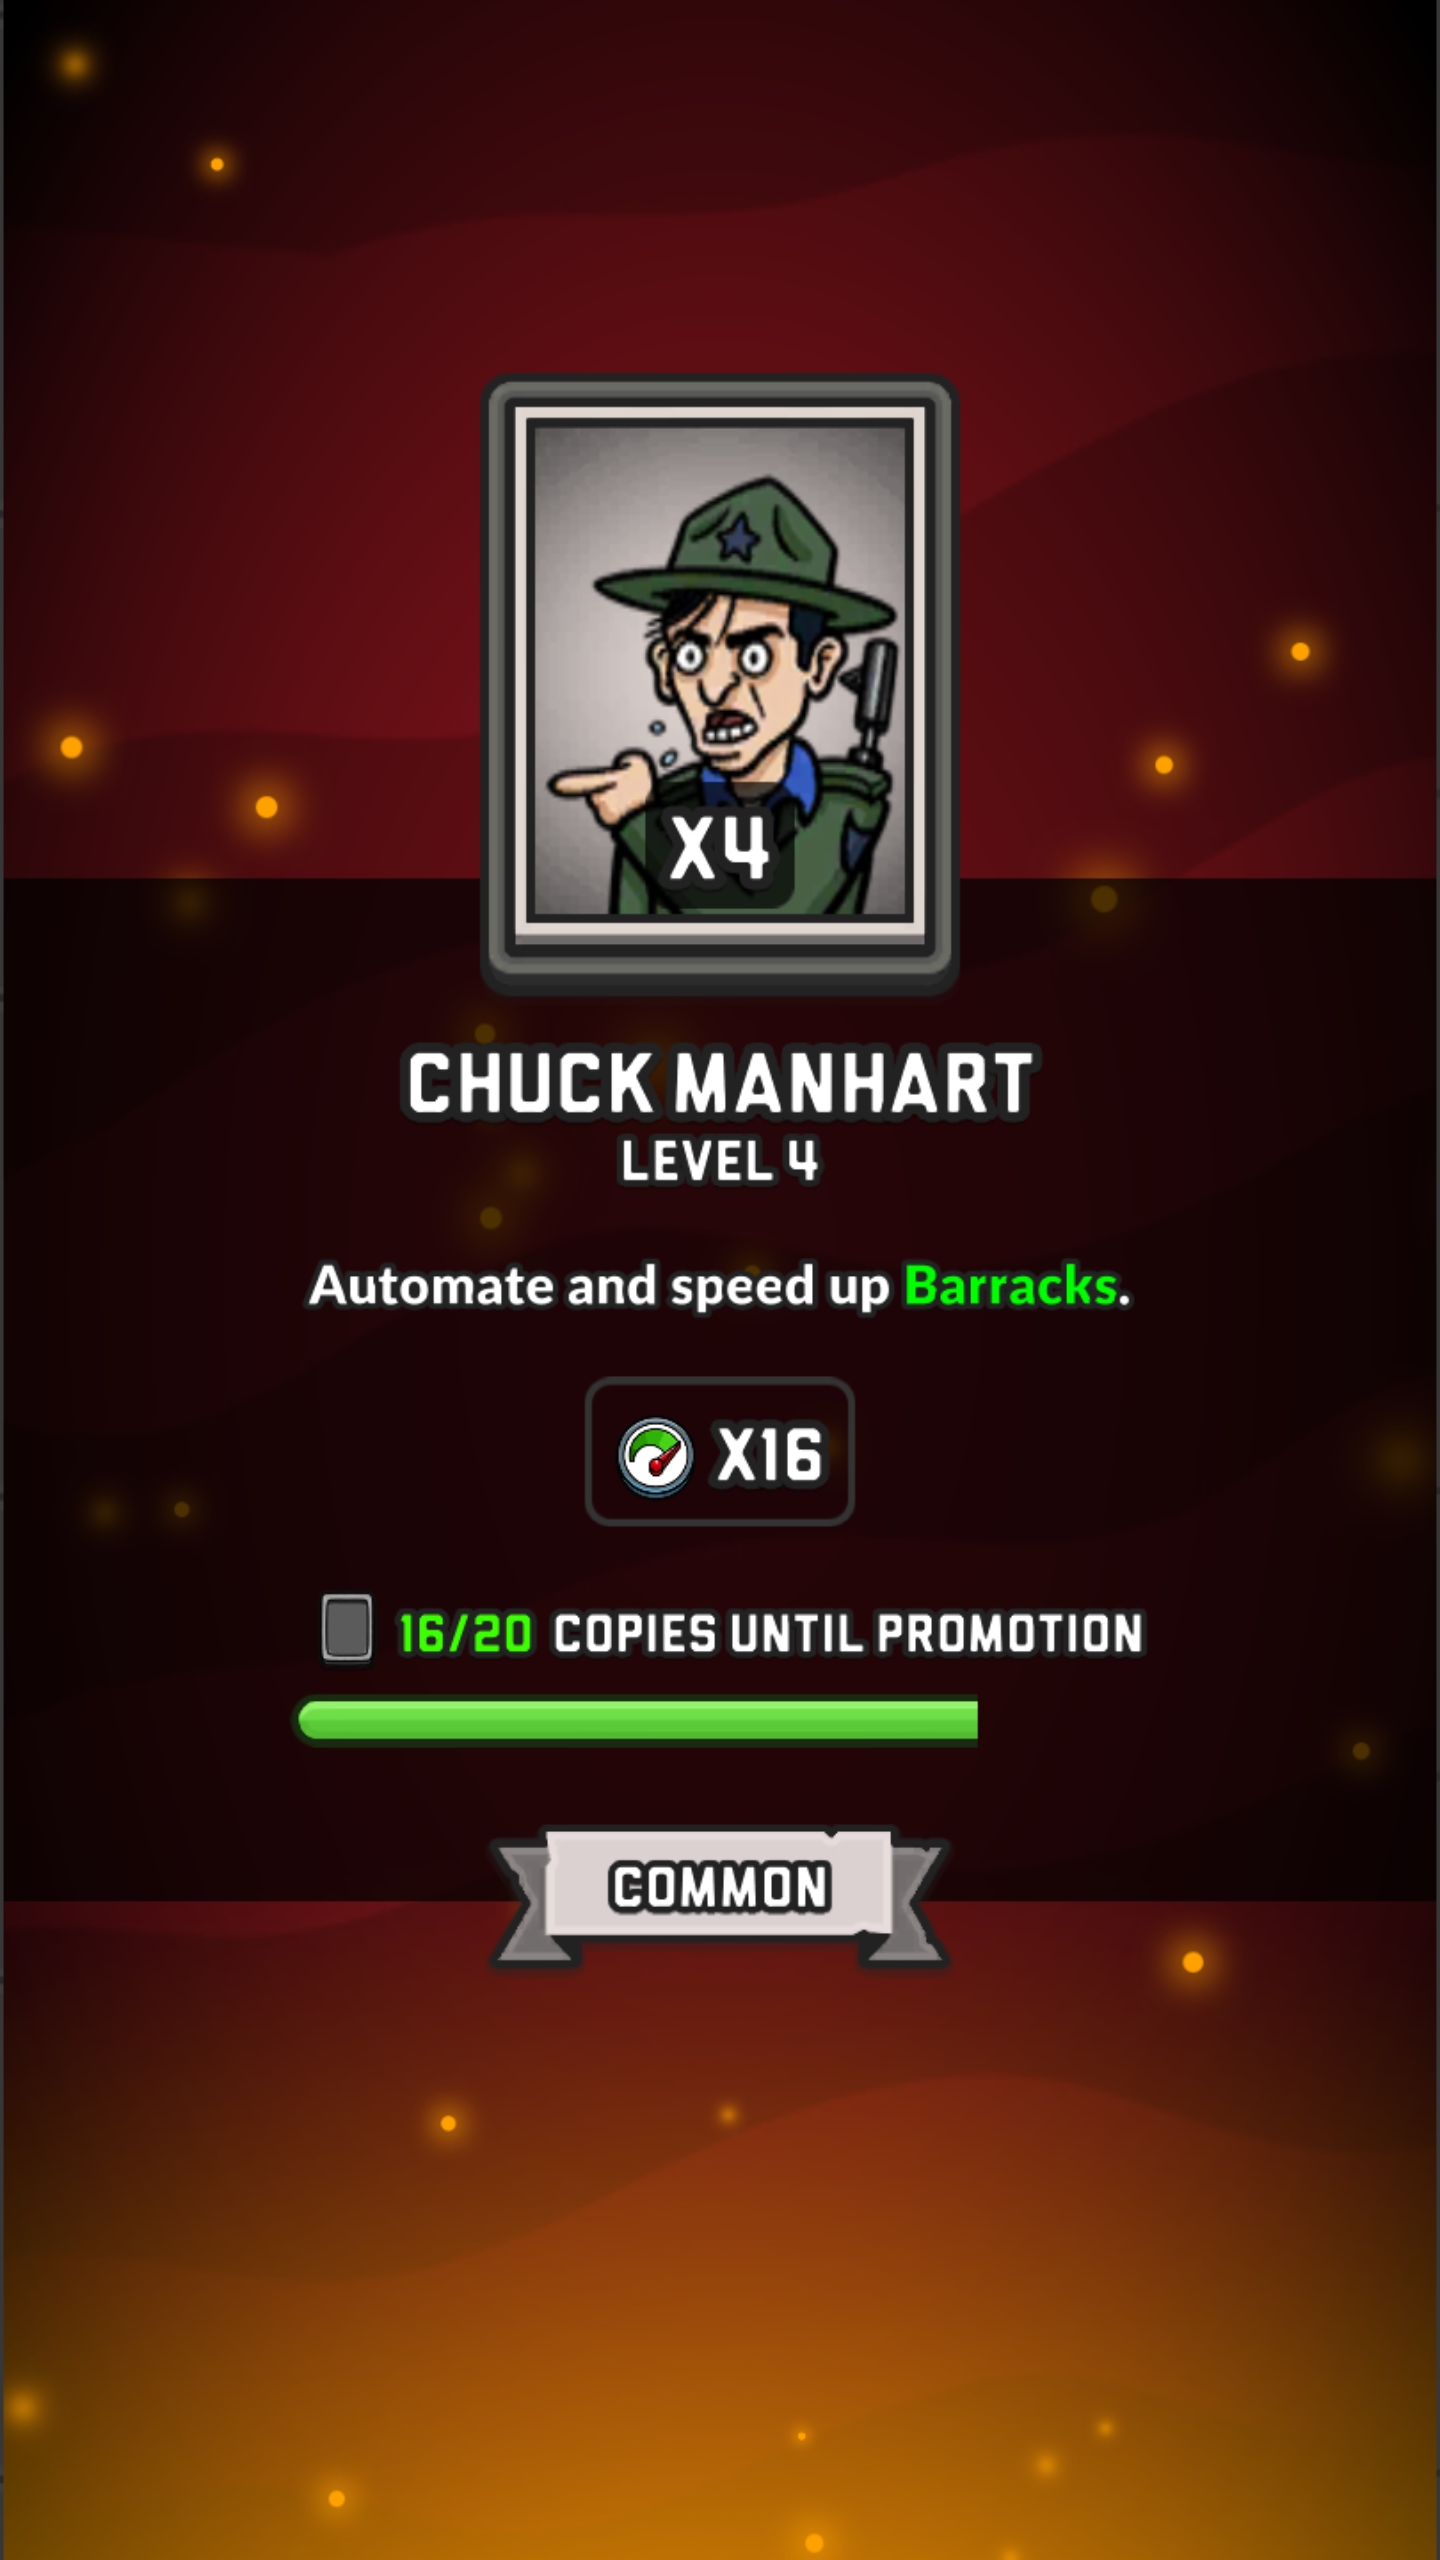 X4
CHUCK MANHART
LEVEL 4
Automate and speed up Barracks.
X16
16/20 COPIES UNTIL PROMOTION
COMMON